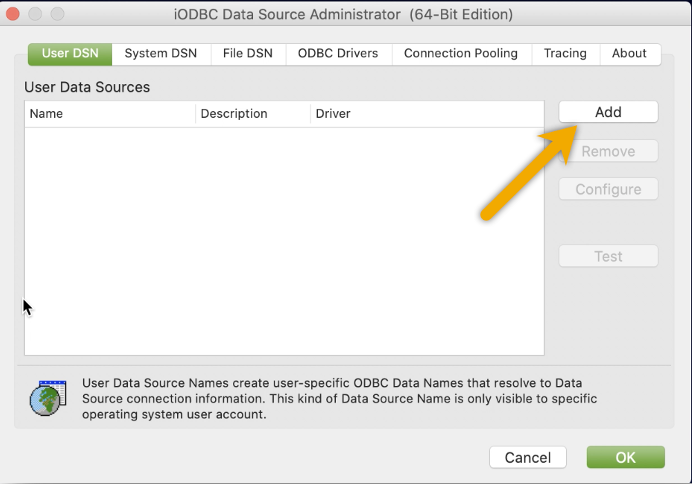 iODBC Data Source Administrator (64-Bit Edition)
User DSN System DSN File DSN ODBC Drivers Connection Pooling Tracing About
User Data Sources
Name Description Driver
Add
Remove
Configure
Test
User Data Source Names create user-specific ODBC Data Names that resolve to Data
Source connection information. This kind of Data Source Name is only visible to specific
operating system user account.
Cancel OK